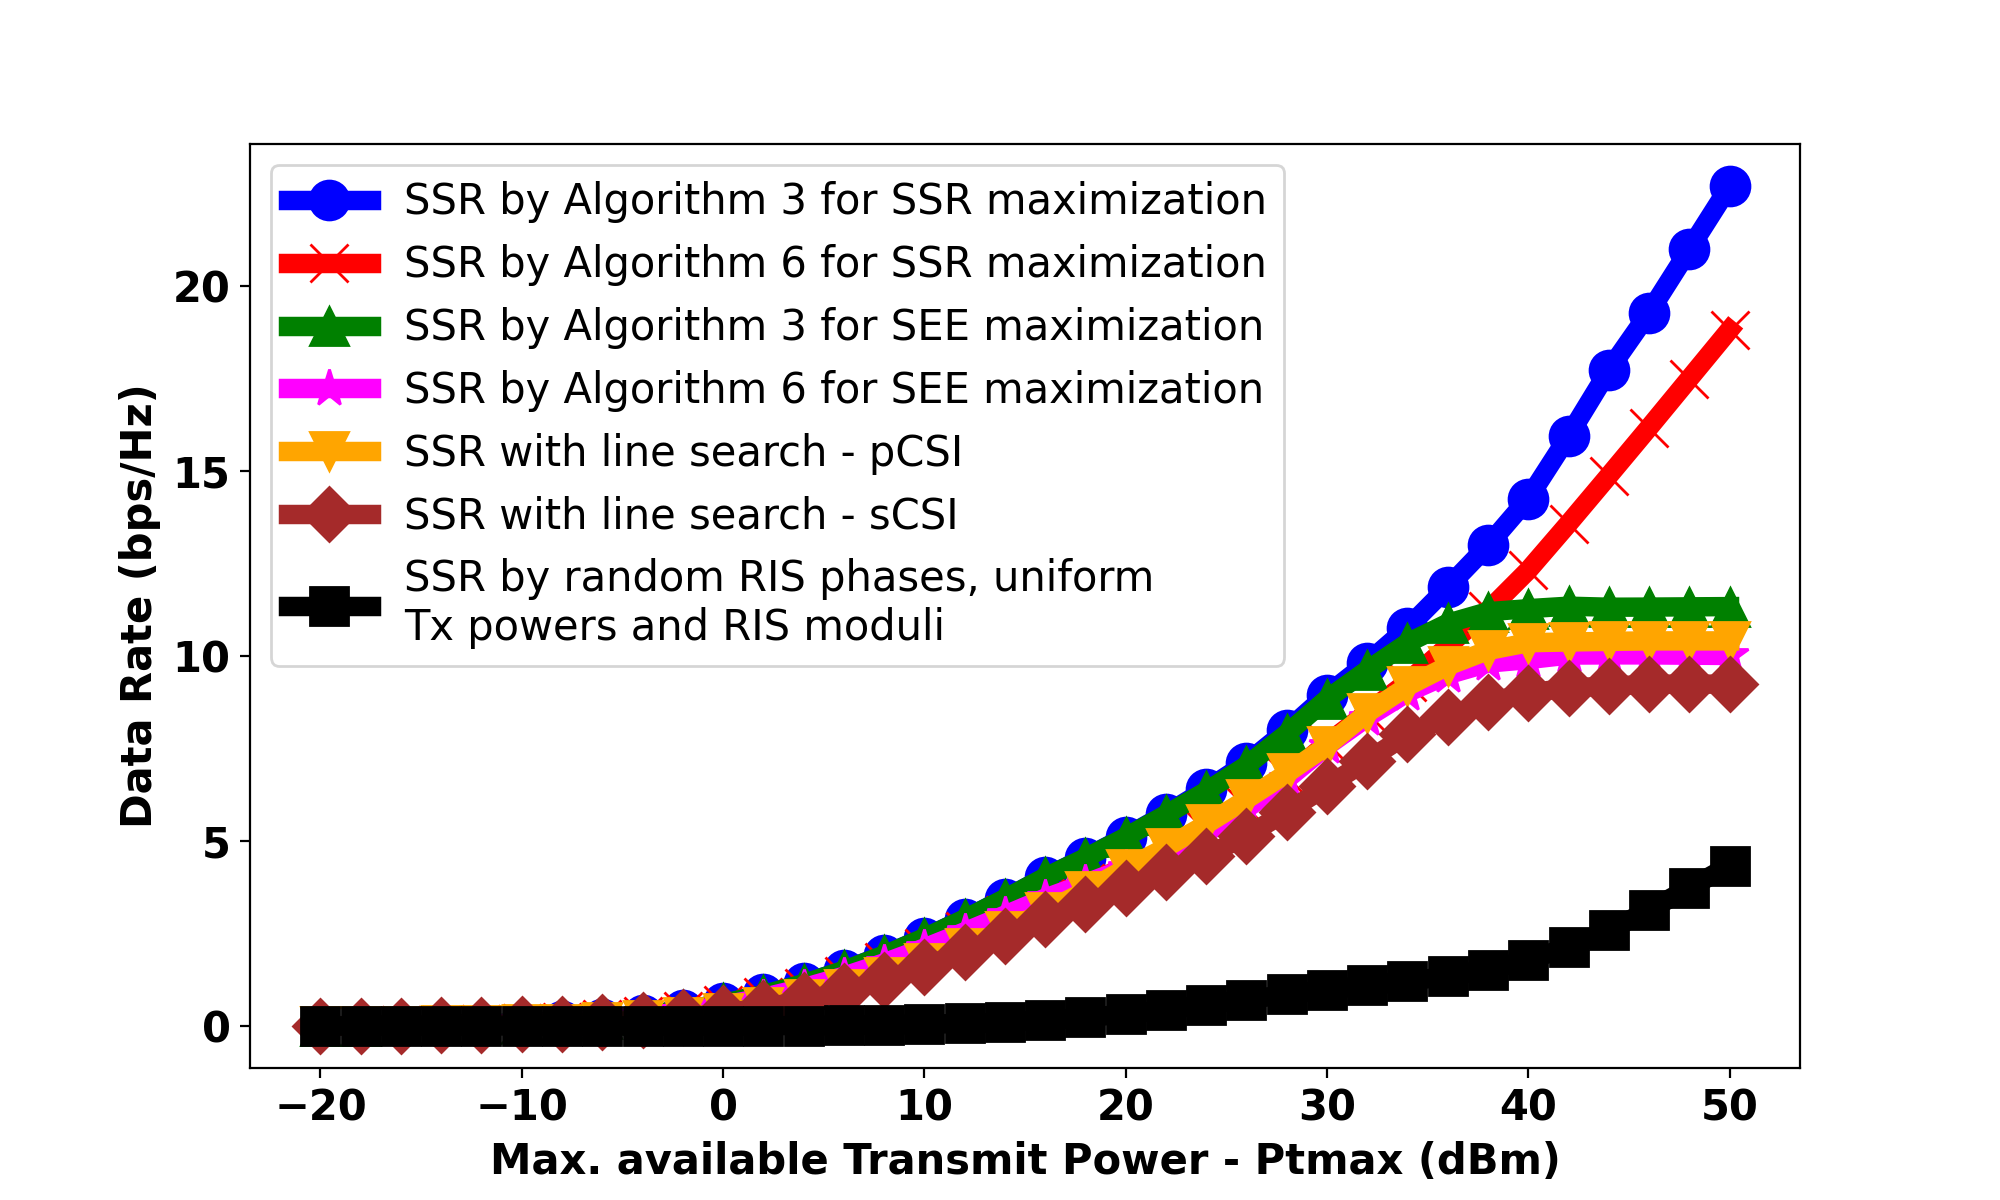 SSR by Algorithm 3 for SSR maximization
SSR by Algorithm 6 for SSR maximization
SSR by Algorithm 3 for SEE maximization
SSR by Algorithm 6 for SEE maximization
SSR with line search - pCSI
SSR with line search - sCSI
SSR by random RIS phases, uniform
Tx powers and RIS moduli
Data Rate (bps/Hz)
20
15
10
5
0
−20 −10 0 10 20 30 40 50
Max. available Transmit Power - Ptmax (dBm)